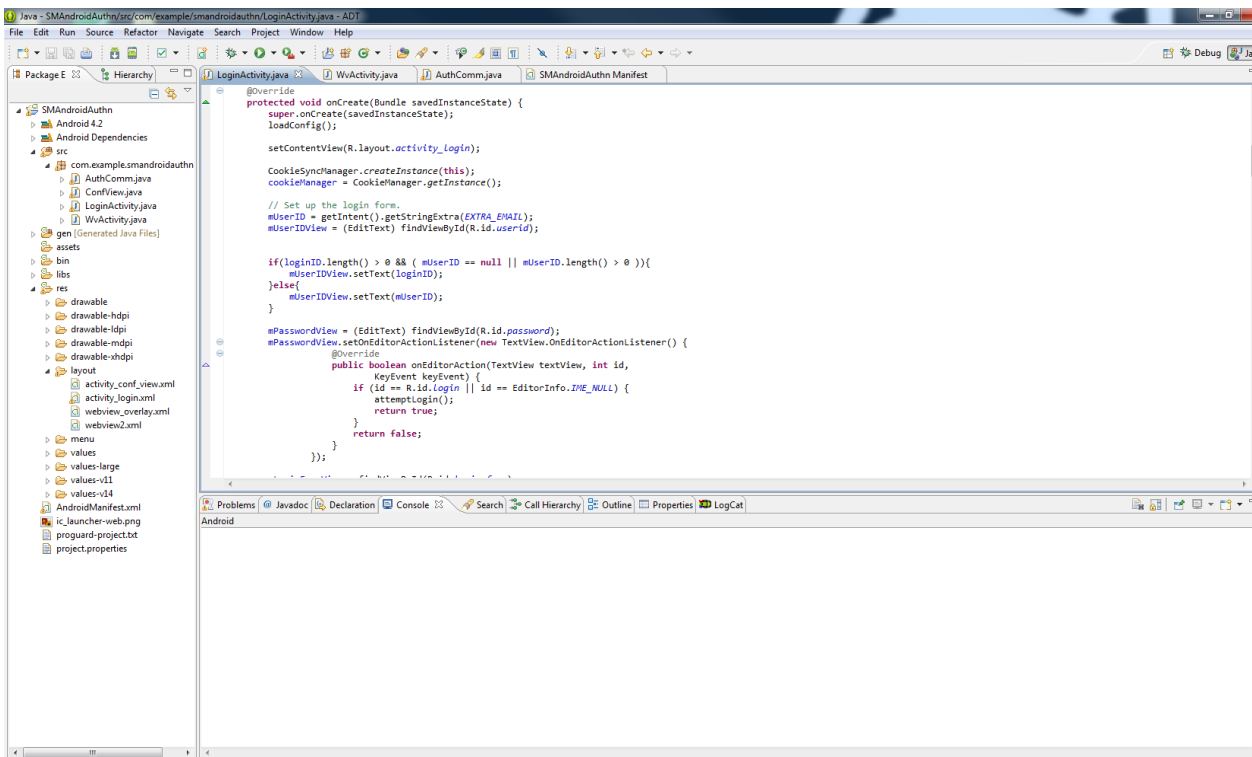 Java - SMAndroidAuthn/src/com/example/smandroidauthn/LoginActivity.java - ADT
File Edit Run Source Refactor Navigate Search Project Window Help
Debug Ja
Package E Hierarchy
LoginActivity.java WvActivity.java AuthComm.java SMAndroidAuthn Manifest
SMAndroidAuthn
Android 4.2
Android Dependencies
src
com.example.smandroidauthn
AuthComm.java
ConfView.java
LoginActivity.java
WvActivity.java
gen [Generated Java Files]
assets
bin
libs
res
drawable
drawable-hdpi
drawable-ldpi
drawable-mdpi
drawable-xhdpi
layout
activity_conf_view.xml
activity_login.xml
webview_overlay.xml
webview2.xml
menu
values
values-large
values-v11
values-v14
AndroidManifest.xml
ic_launcher-web.png
proguard-project.txt
project.properties
@Override
protected void onCreate(Bundle savedInstanceState) {
super.onCreate(savedInstanceState);
loadConfig();
setContentView(R.layout.activity_login);
CookieSyncManager.createInstance(this);
cookieManager = CookieManager.getInstance();
// Set up the login form.
mUserID = getIntent().getStringExtra(EXTRA_EMAIL);
mUserIDView = (EditText) findViewById(R.id.userid);
if(loginID.length() > 0 && ( mUserID == null || mUserID.length() > 0 )){
mUserIDView.setText(loginID);
}else{
mUserIDView.setText(mUserID);
}
mPasswordView = (EditText) findViewById(R.id.password);
mPasswordView.setOnEditorActionListener(new TextView.OnEditorActionListener() {
@Override
public boolean onEditorAction(TextView textView, int id,
KeyEvent keyEvent) {
if (id == R.id.login || id == EditorInfo.IME_NULL) {
attemptLogin();
return true;
}
return false;
}
});
Problems @ Javadoc Declaration Console Search Call Hierarchy Outline Properties LogCat
Android